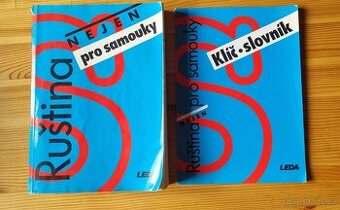 Ruština
NEJEN
pro samouky
LEDA
Klíč · slovník
Ruština
NEJEN
pro samouky
LEDA